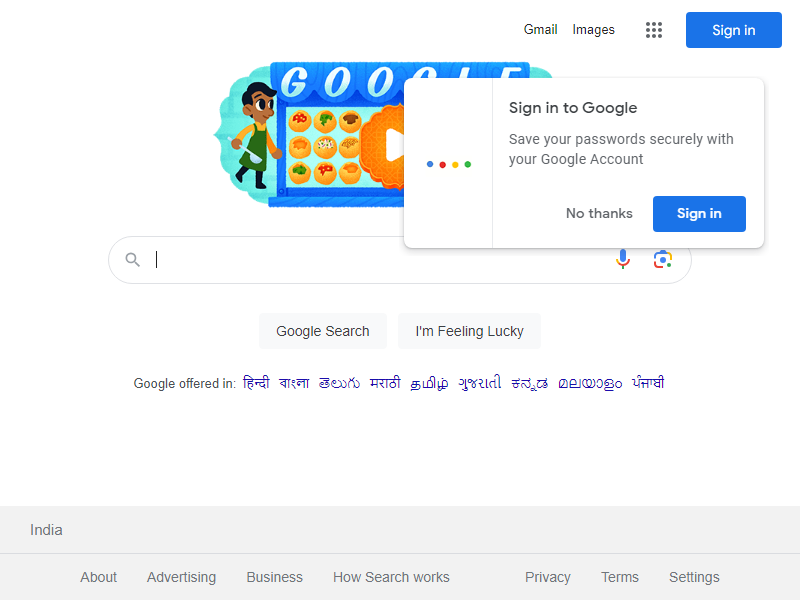 Gmail Images Sign in
GOOGLE
Sign in to Google
Save your passwords securely with
your Google Account
No thanks Sign in
Google Search I'm Feeling Lucky
Google offered in: हिन्दी বাংলা తెలుగు मराठी தமிழ் ગુજરાતી ಕನ್ನಡ മലയാളം ਪੰਜਾਬੀ
India
About Advertising Business How Search works Privacy Terms Settings